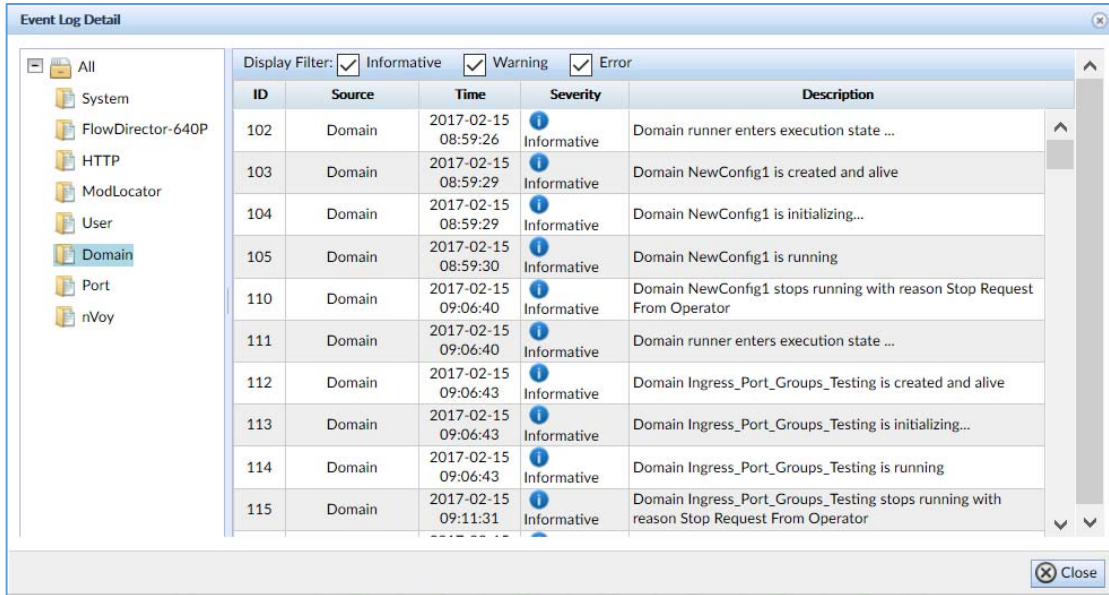 Event Log Detail
All
System
FlowDirector-640P
HTTP
ModLocator
User
Domain
Port
nVoy
Display Filter: Informative Warning Error
ID Source Time Severity Description
102 Domain 2017-02-15 08:59:26 Informative Domain runner enters execution state ...
103 Domain 2017-02-15 08:59:29 Informative Domain NewConfig1 is created and alive
104 Domain 2017-02-15 08:59:29 Informative Domain NewConfig1 is initializing...
105 Domain 2017-02-15 08:59:30 Informative Domain NewConfig1 is running
110 Domain 2017-02-15 09:06:40 Informative Domain NewConfig1 stops running with reason Stop Request
From Operator
111 Domain 2017-02-15 09:06:40 Informative Domain runner enters execution state ...
112 Domain 2017-02-15 09:06:43 Informative Domain Ingress_Port_Groups_Testing is created and alive
113 Domain 2017-02-15 09:06:43 Informative Domain Ingress_Port_Groups_Testing is initializing...
114 Domain 2017-02-15 09:06:43 Informative Domain Ingress_Port_Groups_Testing is running
115 Domain 2017-02-15 09:11:31 Informative Domain Ingress_Port_Groups_Testing stops running with
reason Stop Request From Operator
Close